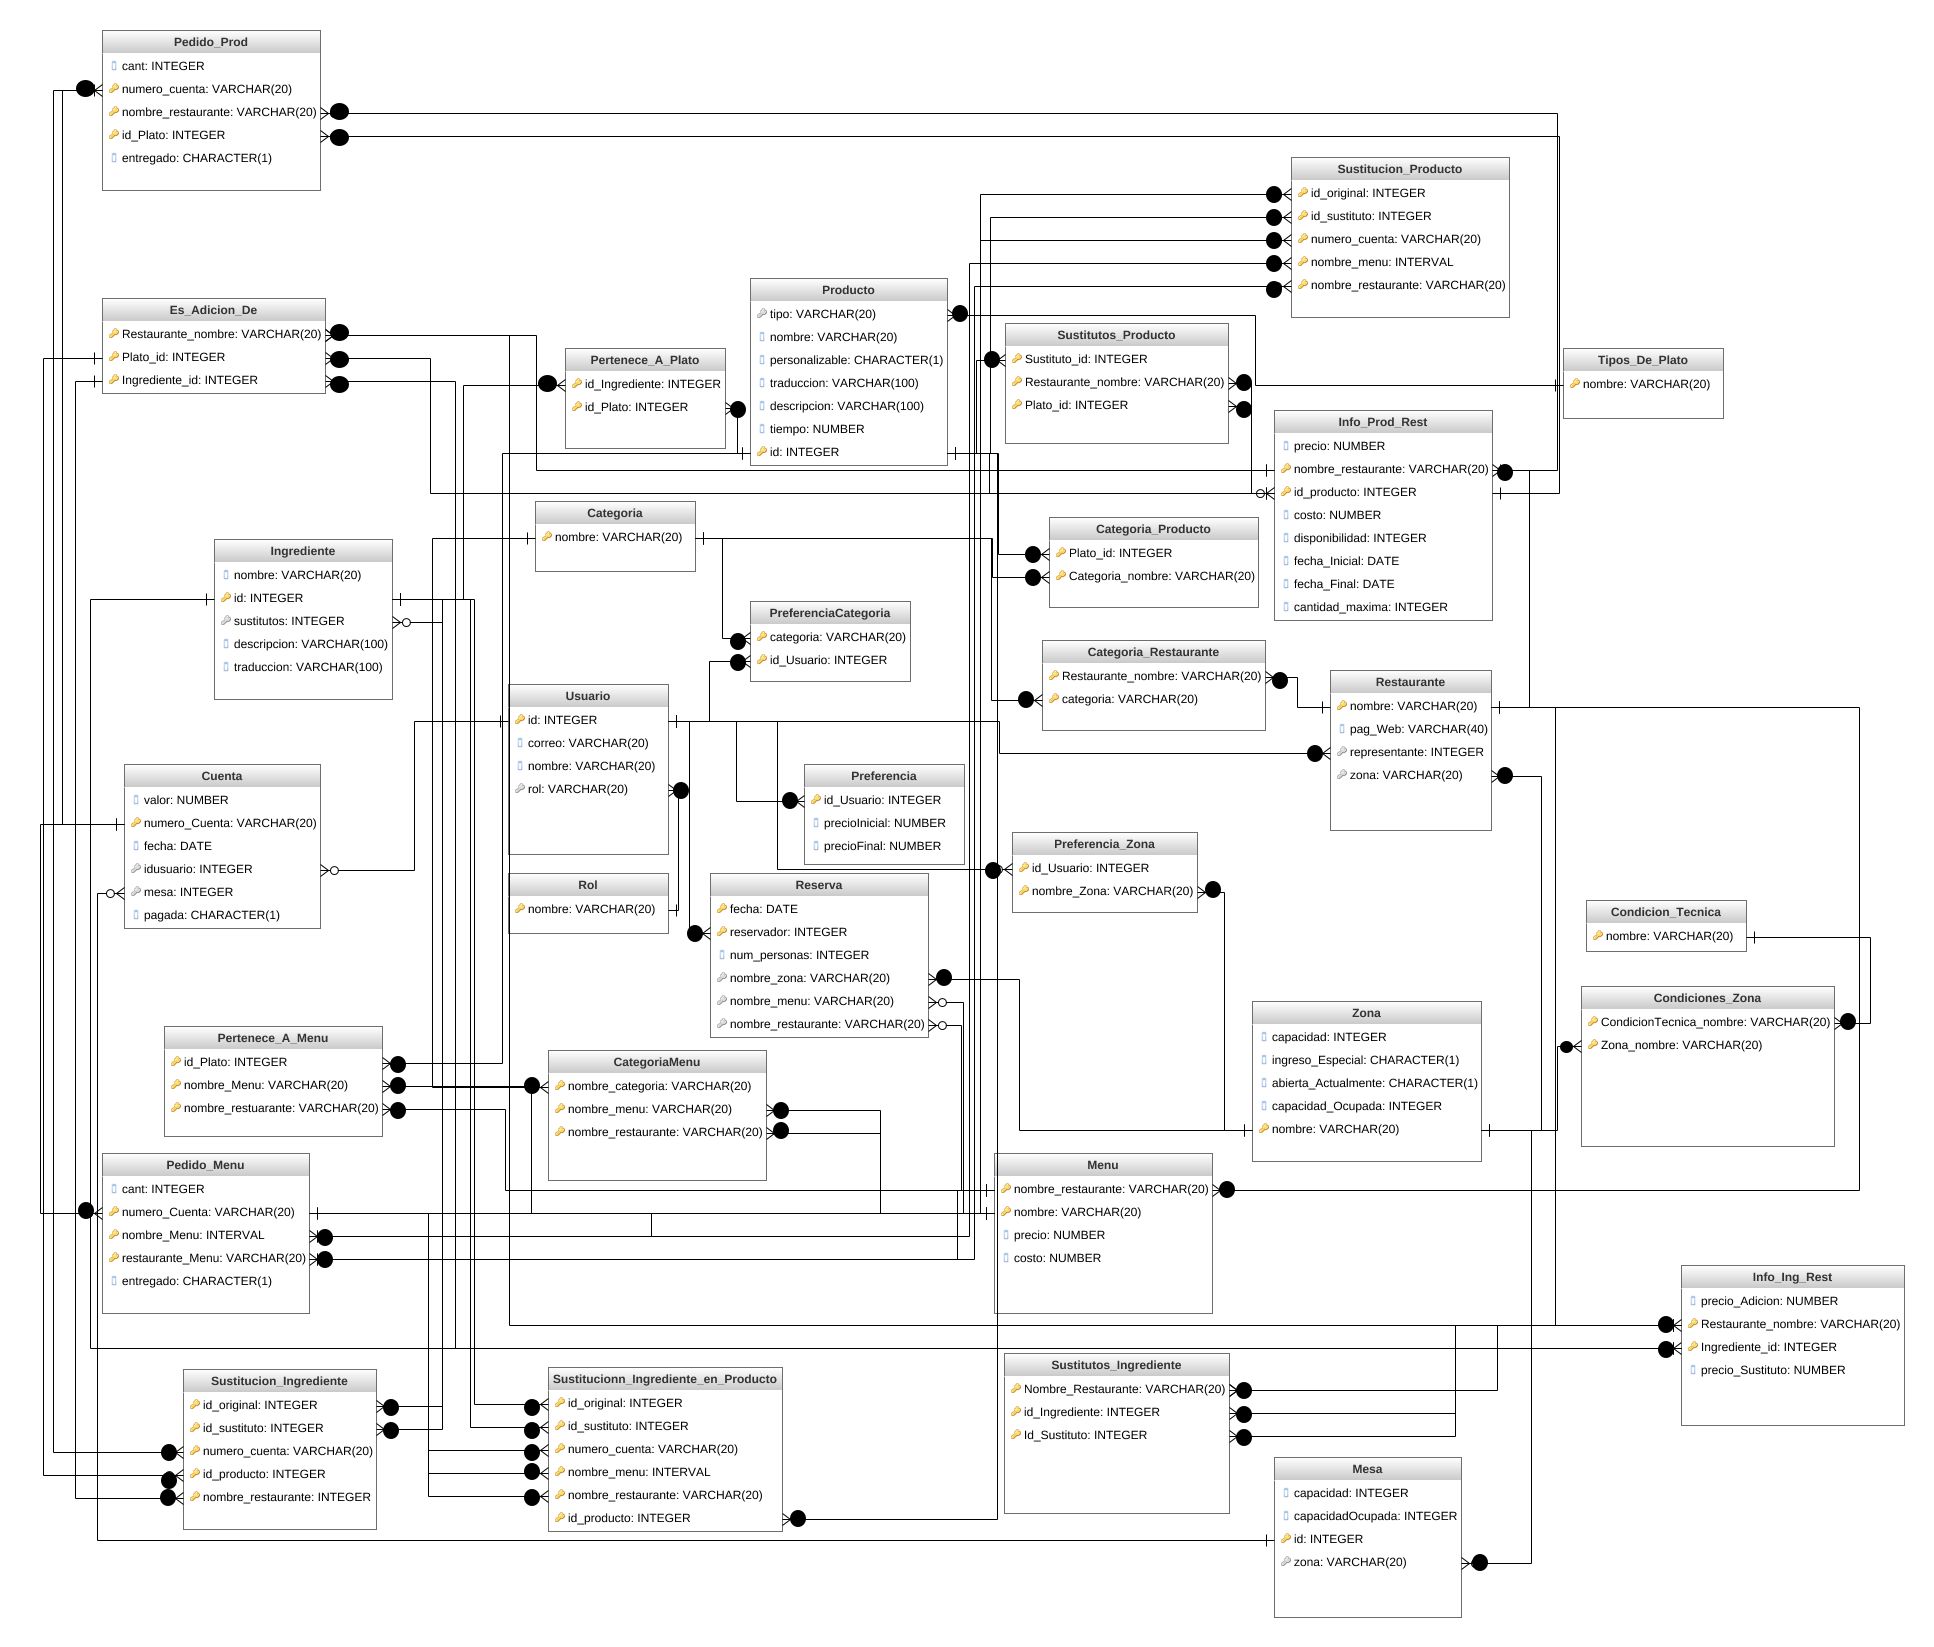 Pedido_Prod
cant: INTEGER
numero_cuenta: VARCHAR(20)
nombre_restaurante: VARCHAR(20)
id_Plato: INTEGER
entregado: CHARACTER(1)
Sustitucion_Producto
id_original: INTEGER
id_sustituto: INTEGER
numero_cuenta: VARCHAR(20)
nombre_menu: INTERVAL
nombre_restaurante: VARCHAR(20)
Es_Adicion_De
Restaurante_nombre: VARCHAR(20)
Plato_id: INTEGER
Ingrediente_id: INTEGER
Pertenece_A_Plato
id_Ingrediente: INTEGER
id_Plato: INTEGER
Producto
tipo: VARCHAR(20)
nombre: VARCHAR(20)
personalizable: CHARACTER(1)
traduccion: VARCHAR(100)
descripcion: VARCHAR(100)
tiempo: NUMBER
id: INTEGER
Sustitutos_Producto
Sustituto_id: INTEGER
Restaurante_nombre: VARCHAR(20)
Plato_id: INTEGER
Tipos_De_Plato
nombre: VARCHAR(20)
Info_Prod_Rest
precio: NUMBER
nombre_restaurante: VARCHAR(20)
id_producto: INTEGER
costo: NUMBER
disponibilidad: INTEGER
fecha_Inicial: DATE
fecha_Final: DATE
cantidad_maxima: INTEGER
Categoria
nombre: VARCHAR(20)
Categoria_Producto
Plato_id: INTEGER
Categoria_nombre: VARCHAR(20)
Ingrediente
nombre: VARCHAR(20)
id: INTEGER
sustitutos: INTEGER
descripcion: VARCHAR(100)
traduccion: VARCHAR(100)
PreferenciaCategoria
categoria: VARCHAR(20)
id_Usuario: INTEGER
Categoria_Restaurante
Restaurante_nombre: VARCHAR(20)
categoria: VARCHAR(20)
Restaurante
nombre: VARCHAR(20)
pag_Web: VARCHAR(40)
representante: INTEGER
zona: VARCHAR(20)
Usuario
id: INTEGER
correo: VARCHAR(20)
nombre: VARCHAR(20)
rol: VARCHAR(20)
Cuenta
valor: NUMBER
numero_Cuenta: VARCHAR(20)
fecha: DATE
idusuario: INTEGER
mesa: INTEGER
pagada: CHARACTER(1)
Preferencia
id_Usuario: INTEGER
precioInicial: NUMBER
precioFinal: NUMBER
Preferencia_Zona
id_Usuario: INTEGER
nombre_Zona: VARCHAR(20)
Rol
nombre: VARCHAR(20)
Reserva
fecha: DATE
reservador: INTEGER
num_personas: INTEGER
nombre_zona: VARCHAR(20)
nombre_menu: VARCHAR(20)
nombre_restaurante: VARCHAR(20)
Condicion_Tecnica
nombre: VARCHAR(20)
Condiciones_Zona
CondicionTecnica_nombre: VARCHAR(20)
Zona_nombre: VARCHAR(20)
Zona
capacidad: INTEGER
ingreso_Especial: CHARACTER(1)
abierta_Actualmente: CHARACTER(1)
capacidad_Ocupada: INTEGER
nombre: VARCHAR(20)
Pertenece_A_Menu
id_Plato: INTEGER
nombre_Menu: VARCHAR(20)
nombre_restuarante: VARCHAR(20)
CategoriaMenu
nombre_categoria: VARCHAR(20)
nombre_menu: VARCHAR(20)
nombre_restaurante: VARCHAR(20)
Pedido_Menu
cant: INTEGER
numero_Cuenta: VARCHAR(20)
nombre_Menu: INTERVAL
restaurante_Menu: VARCHAR(20)
entregado: CHARACTER(1)
Menu
nombre_restaurante: VARCHAR(20)
nombre: VARCHAR(20)
precio: NUMBER
costo: NUMBER
Info_Ing_Rest
precio_Adicion: NUMBER
Restaurante_nombre: VARCHAR(20)
Ingrediente_id: INTEGER
precio_Sustituto: NUMBER
Sustitucion_Ingrediente
id_original: INTEGER
id_sustituto: INTEGER
numero_cuenta: VARCHAR(20)
id_producto: INTEGER
nombre_restaurante: INTEGER
Sustitucionn_Ingrediente_en_Producto
id_original: INTEGER
id_sustituto: INTEGER
numero_cuenta: VARCHAR(20)
nombre_menu: INTERVAL
nombre_restaurante: VARCHAR(20)
id_producto: INTEGER
Sustitutos_Ingrediente
Nombre_Restaurante: VARCHAR(20)
id_Ingrediente: INTEGER
Id_Sustituto: INTEGER
Mesa
capacidad: INTEGER
capacidadOcupada: INTEGER
id: INTEGER
zona: VARCHAR(20)